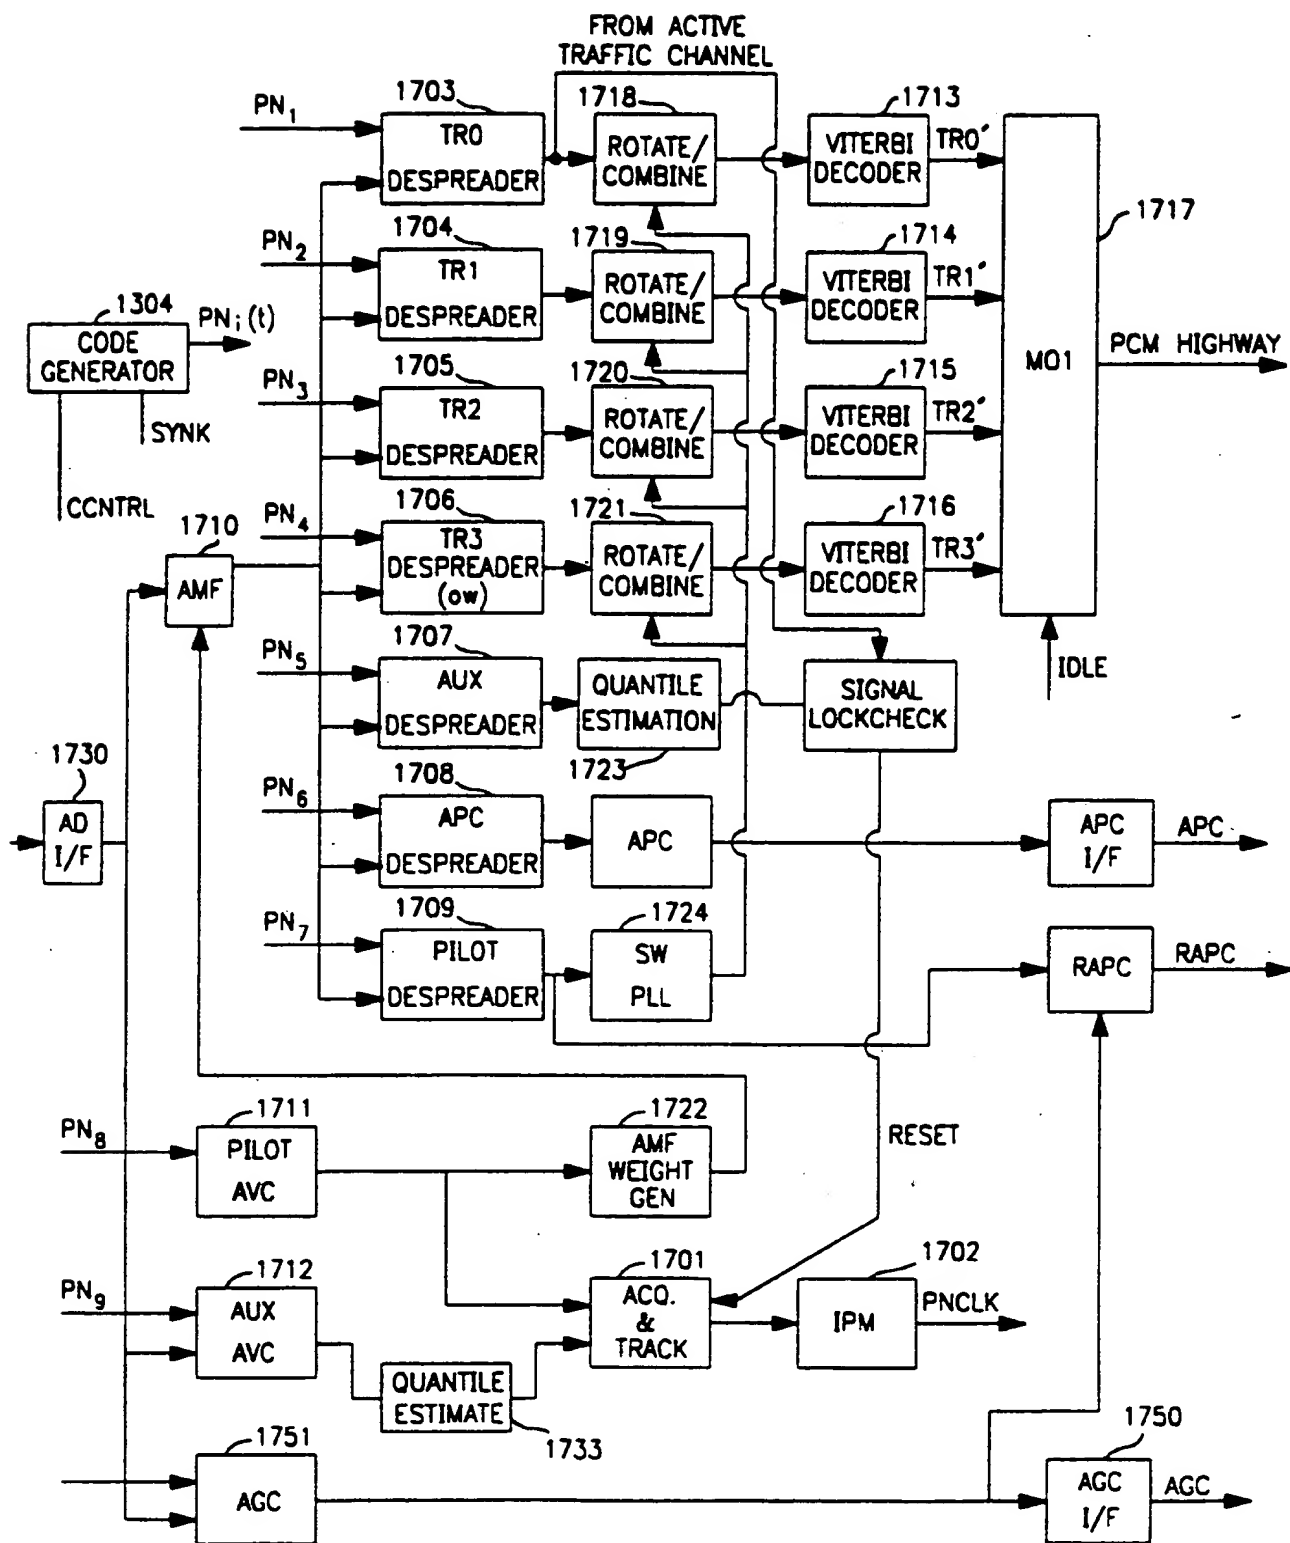 FROM ACTIVE
TRAFFIC CHANNEL
PN1
1703
TR0
DESPREADER
1718
ROTATE/
COMBINE
1713
VITERBI
DECODER
TR0′
M01
1717
PCM HIGHWAY
IDLE
PN2
1704
TR1
DESPREADER
1719
ROTATE/
COMBINE
1714
VITERBI
DECODER
TR1′
1304
CODE
GENERATOR
PNi(t)
SYNK
CCNTRL
PN3
1705
TR2
DESPREADER
1720
ROTATE/
COMBINE
1715
VITERBI
DECODER
TR2′
1710
AMF
PN4
1706
TR3
DESPREADER
(ow)
1721
ROTATE/
COMBINE
1716
VITERBI
DECODER
TR3′
PN5
1707
AUX
DESPREADER
QUANTILE
ESTIMATION
1723
SIGNAL
LOCKCHECK
1730
AD
I/F
PN6
1708
APC
DESPREADER
APC
APC
I/F
APC
PN7
1709
PILOT
DESPREADER
1724
SW
PLL
RAPC
RAPC
PN8
1711
PILOT
AVC
1722
AMF
WEIGHT
GEN
RESET
PN9
1712
AUX
AVC
QUANTILE
ESTIMATE
1733
1701
ACQ.
&
TRACK
1702
IPM
PNCLK
1751
AGC
1750
AGC
I/F
AGC